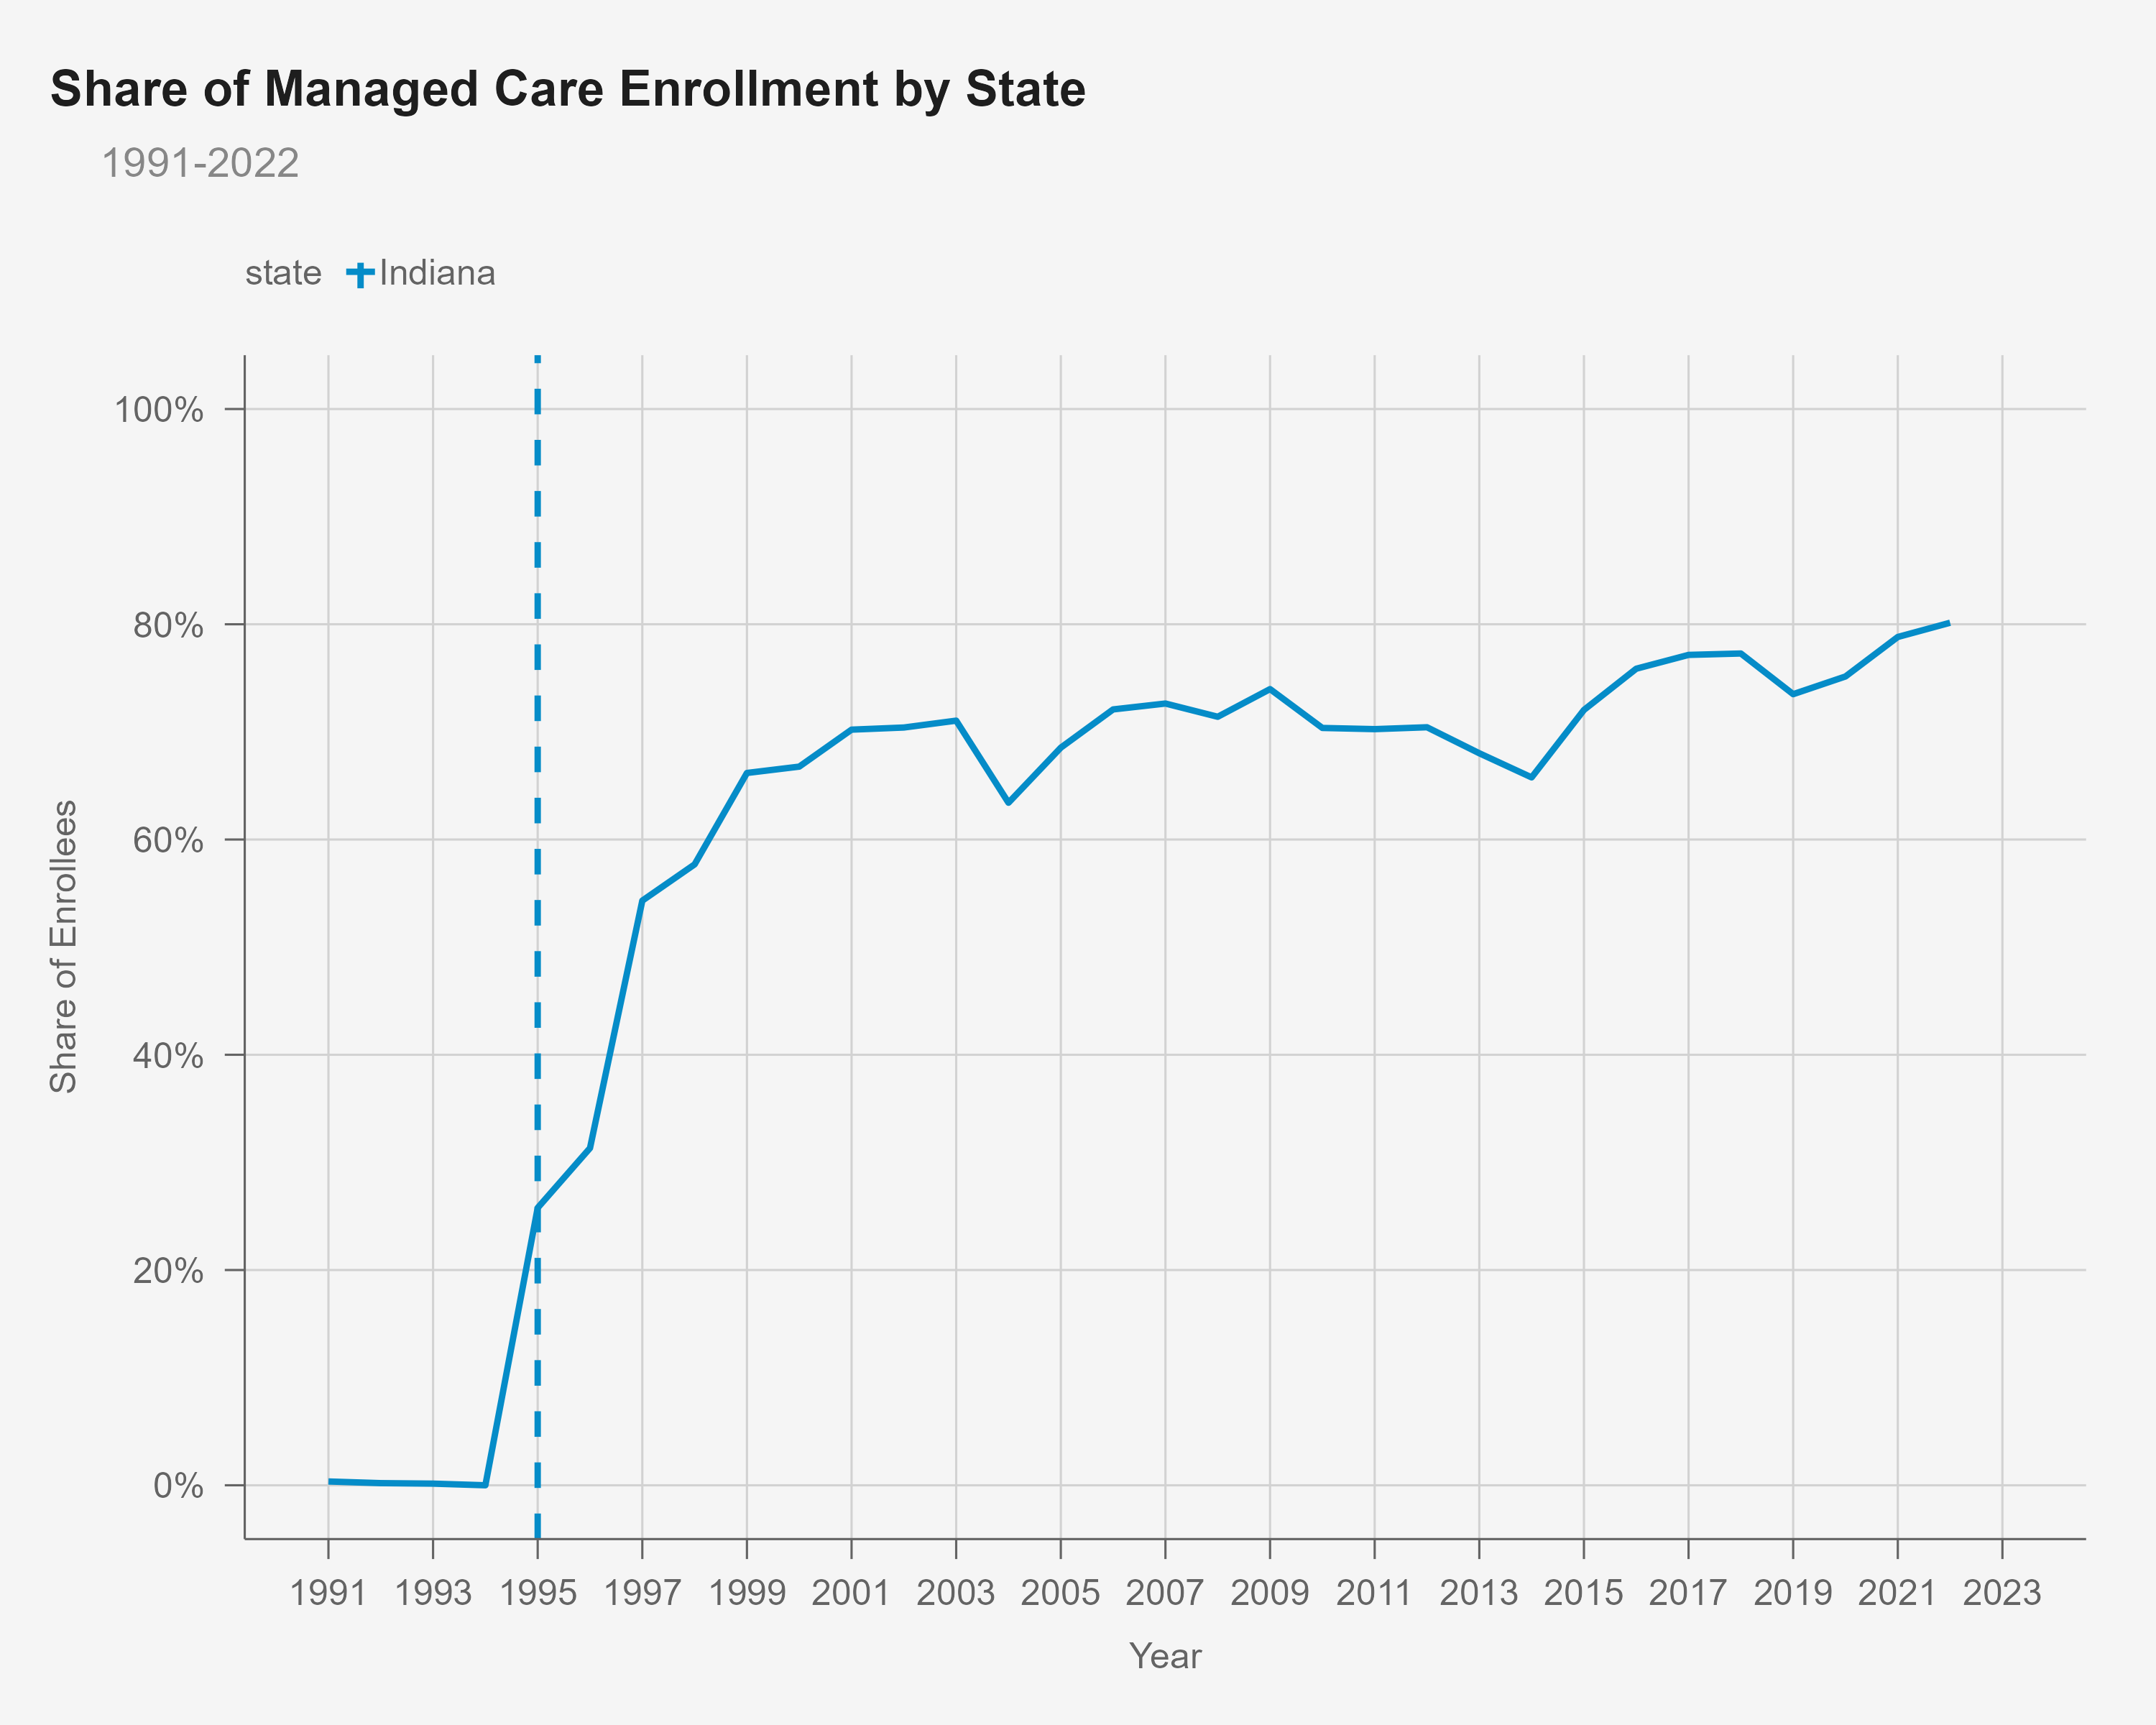 Share of Managed Care Enrollment by State
1991-2022
state Indiana
100%
80%
60%
40%
20%
0%
Share of Enrollees
1991 1993 1995 1997 1999 2001 2003 2005 2007 2009 2011 2013 2015 2017 2019 2021 2023
Year